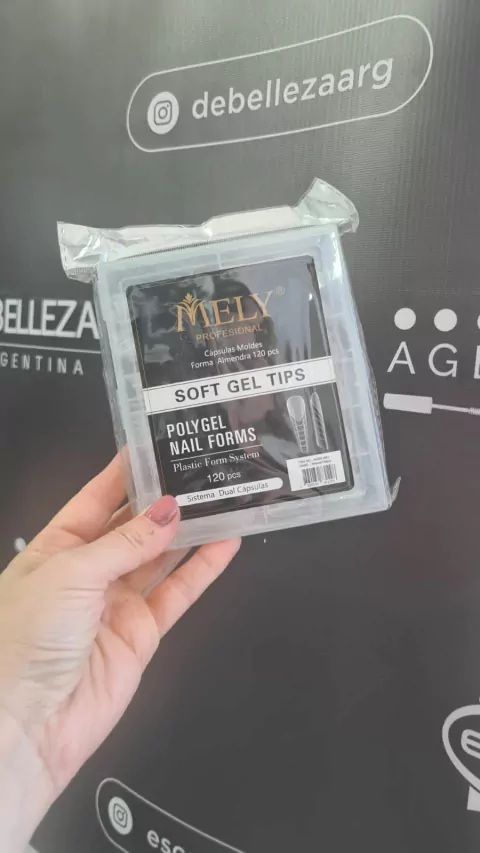 debellezaarg
BELLEZA
GENTINA
AGE
MELY®
PROFESIONAL
Cápsulas Moldes
Forma Almendra 120 pcs
SOFT GEL TIPS
POLYGEL
NAIL FORMS
Plastic Form System
120 pcs
Sistema Dual Cápsulas